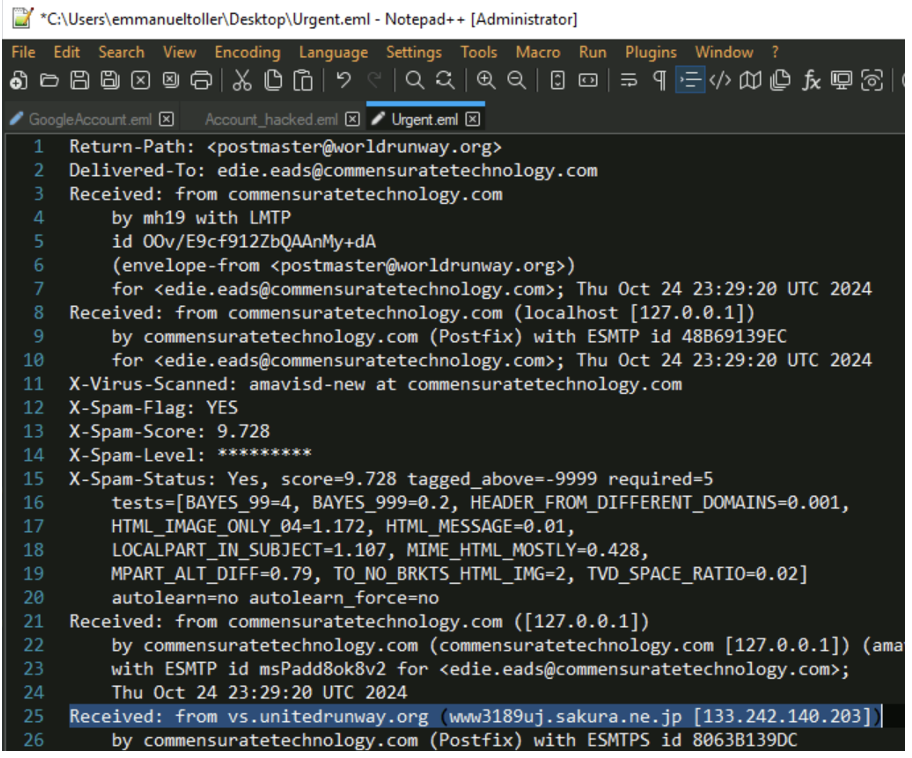 *C:\Users\emmanueltoller\Desktop\Urgent.eml - Notepad++ [Administrator]
File Edit Search View Encoding Language Settings Tools Macro Run Plugins Window ?
GoogleAccount.eml Account_hacked.eml Urgent.eml
1 Return-Path: <postmaster@worldrunway.org>
2 Delivered-To: edie.eads@commensuratetechnology.com
3 Received: from commensuratetechnology.com
4 by mh19 with LMTP
5 id OOv/E9cf912ZbQAAnMy+dA
6 (envelope-from <postmaster@worldrunway.org>)
7 for <edie.eads@commensuratetechnology.com>; Thu Oct 24 23:29:20 UTC 2024
8 Received: from commensuratetechnology.com (localhost [127.0.0.1])
9 by commensuratetechnology.com (Postfix) with ESMTP id 48B69139EC
10 for <edie.eads@commensuratetechnology.com>; Thu Oct 24 23:29:20 UTC 2024
11 X-Virus-Scanned: amavisd-new at commensuratetechnology.com
12 X-Spam-Flag: YES
13 X-Spam-Score: 9.728
14 X-Spam-Level: *********
15 X-Spam-Status: Yes, score=9.728 tagged_above=-9999 required=5
16 tests=[BAYES_99=4, BAYES_999=0.2, HEADER_FROM_DIFFERENT_DOMAINS=0.001,
17 HTML_IMAGE_ONLY_04=1.172, HTML_MESSAGE=0.01,
18 LOCALPART_IN_SUBJECT=1.107, MIME_HTML_MOSTLY=0.428,
19 MPART_ALT_DIFF=0.79, TO_NO_BRKTS_HTML_IMG=2, TVD_SPACE_RATIO=0.02]
20 autolearn=no autolearn_force=no
21 Received: from commensuratetechnology.com ([127.0.0.1])
22 by commensuratetechnology.com (commensuratetechnology.com [127.0.0.1]) (ama
23 with ESMTP id msPadd8ok8v2 for <edie.eads@commensuratetechnology.com>;
24 Thu Oct 24 23:29:20 UTC 2024
25 Received: from vs.unitedrunway.org (www3189uj.sakura.ne.jp [133.242.140.203])
26 by commensuratetechnology.com (Postfix) with ESMTPS id 8063B139DC